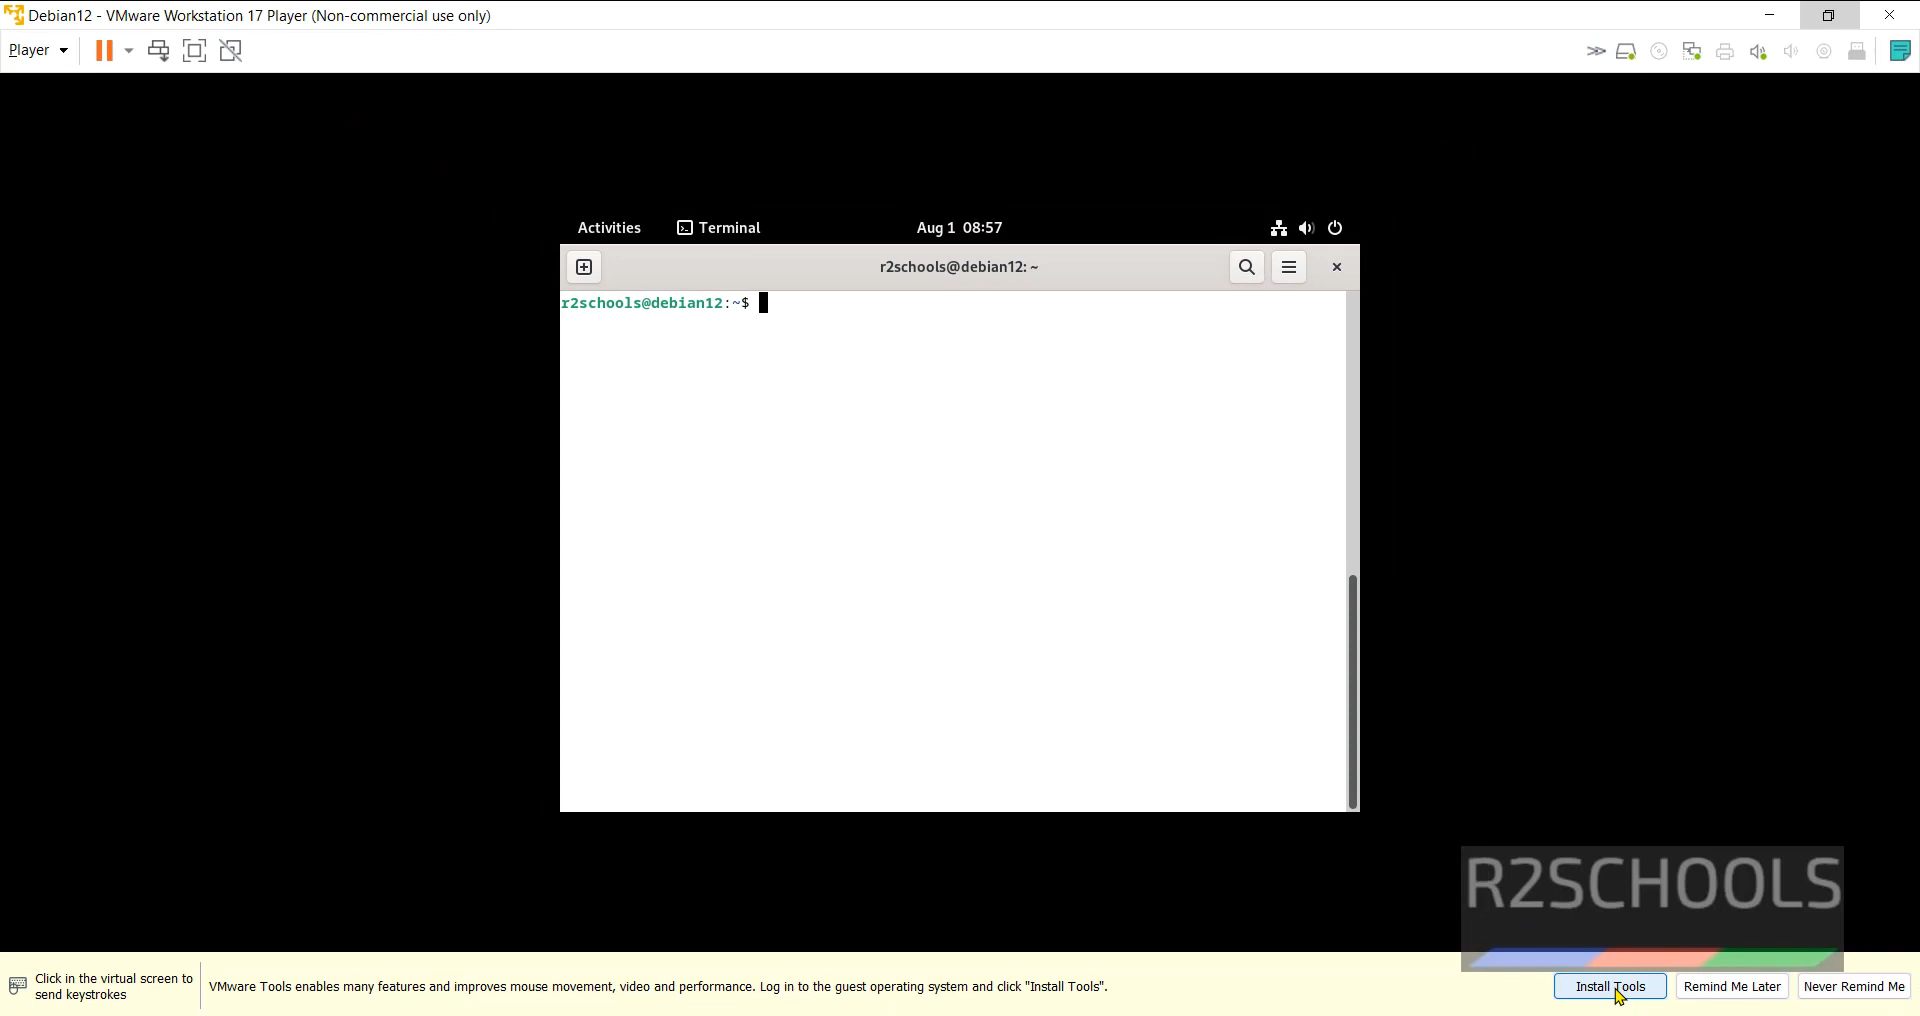 Debian12 - VMware Workstation 17 Player (Non-commercial use only)
Player
Activities Terminal Aug 1 08:57
r2schools@debian12: ~
r2schools@debian12:~$
R2SCHOOLS
Click in the virtual screen to
send keystrokes
VMware Tools enables many features and improves mouse movement, video and performance. Log in to the guest operating system and click "Install Tools".
Install Tools Remind Me Later Never Remind Me